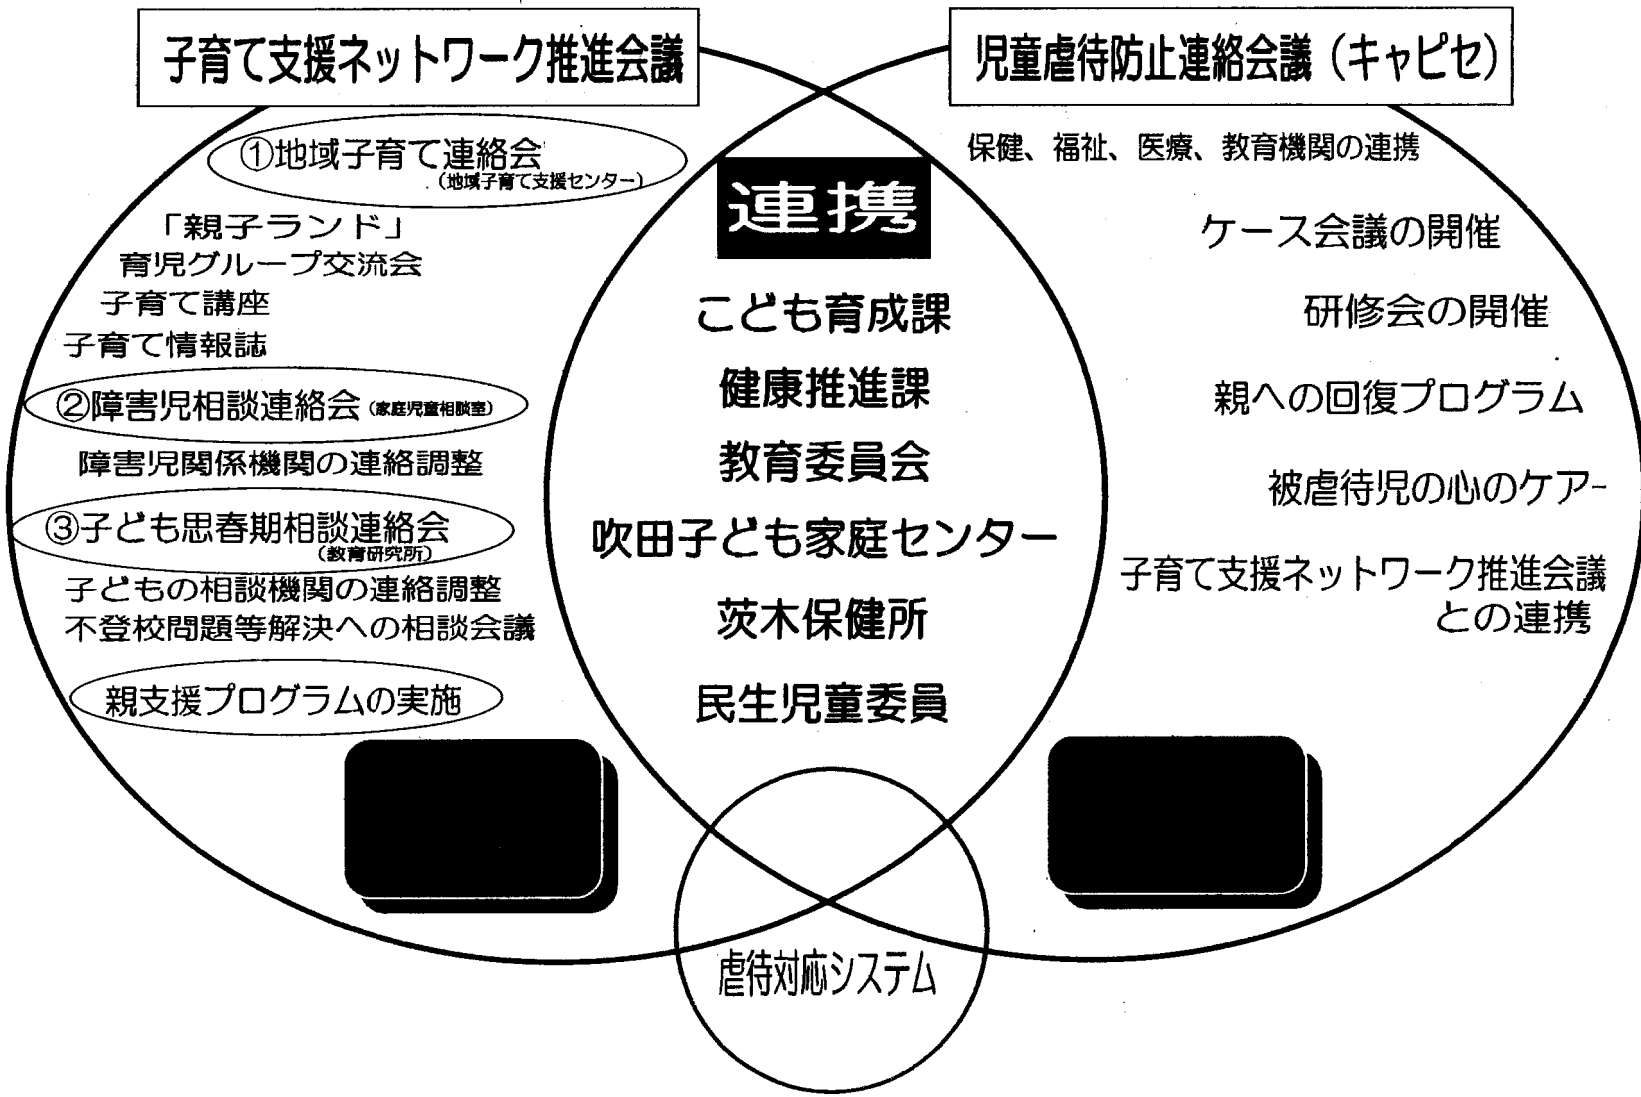 子育て支援ネットワーク推進会議
①地域子育て連絡会
(地域子育て支援センター)
「親子ランド」
育児グループ交流会
子育て講座
子育て情報誌
②障害児相談連絡会(家庭児童相談室)
障害児関係機関の連絡調整
③子ども思春期相談連絡会
(教育研究所)
子どもの相談機関の連絡調整
不登校問題等解決への相談会議
親支援プログラムの実施
連携
こども育成課
健康推進課
教育委員会
吹田子ども家庭センター
茨木保健所
民生児童委員
児童虐待防止連絡会議(キャピセ)
保健、福祉、医療、教育機関の連携
ケース会議の開催
研修会の開催
親への回復プログラム
被虐待児の心のケアー
子育て支援ネットワーク推進会議
との連携
虐待対応システム